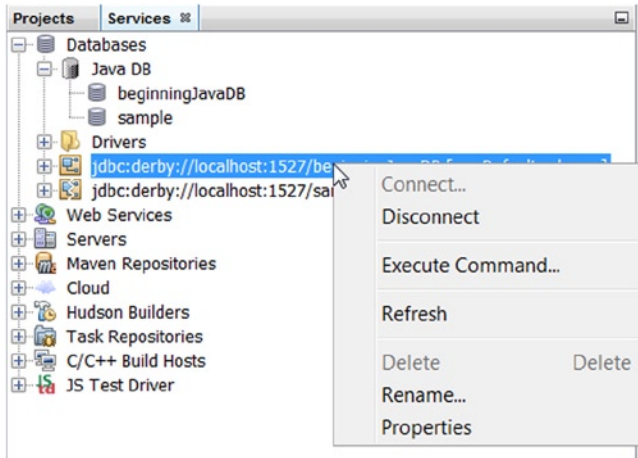 Projects Services
Databases
Java DB
beginningJavaDB
sample
Drivers
jdbc:derby://localhost:1527/be
jdbc:derby://localhost:1527/sa
Web Services
Servers
Maven Repositories
Cloud
Hudson Builders
Task Repositories
C/C++ Build Hosts
JS Test Driver
Connect...
Disconnect
Execute Command...
Refresh
Delete Delete
Rename...
Properties